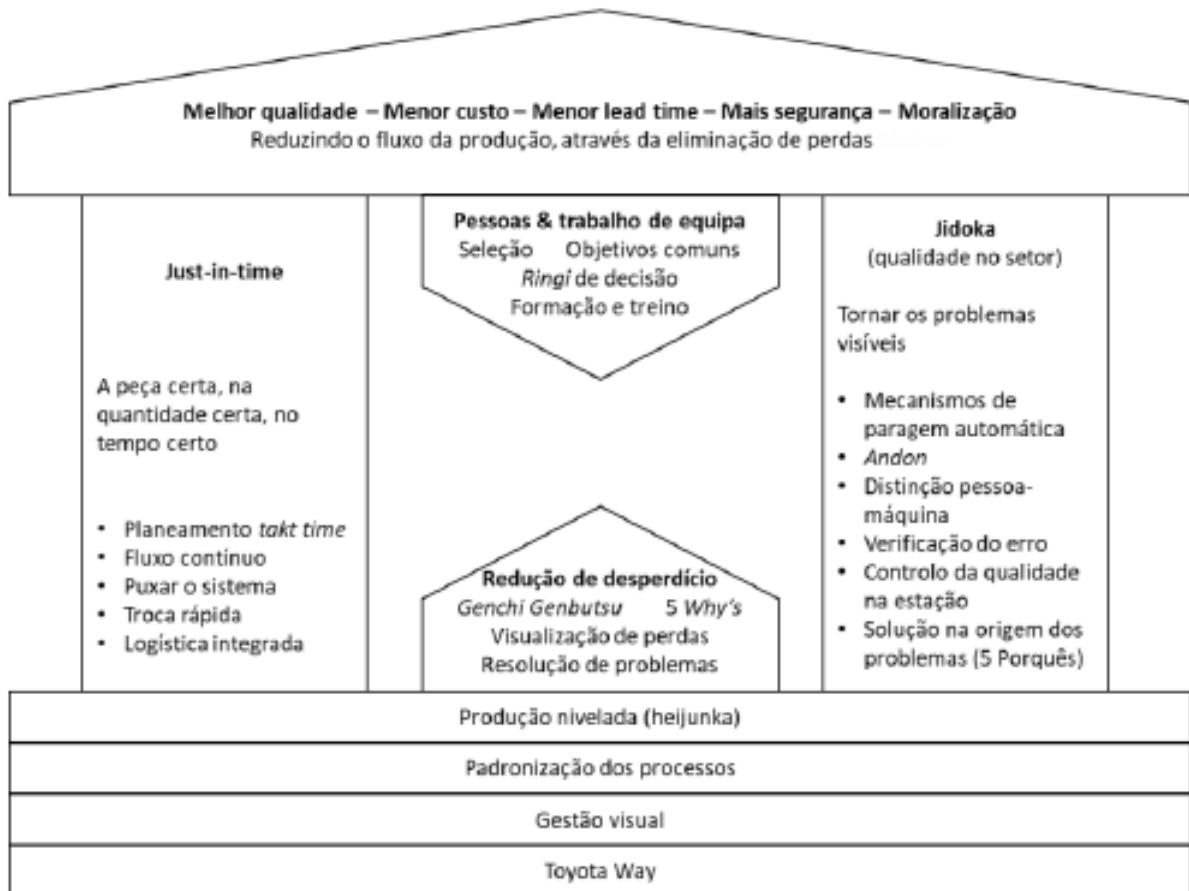 Melhor qualidade – Menor custo – Menor lead time – Mais segurança – Moralização
Reduzindo o fluxo da produção, através da eliminação de perdas
Just-in-time
A peça certa, na
quantidade certa, no
tempo certo
• Planeamento takt time
• Fluxo contínuo
• Puxar o sistema
• Troca rápida
• Logística integrada
Pessoas & trabalho de equipa
Seleção Objetivos comuns
Ringi de decisão
Formação e treino
Redução de desperdício
Genchi Genbutsu 5 Why's
Visualização de perdas
Resolução de problemas
Jidoka
(qualidade no setor)
Tornar os problemas
visíveis
• Mecanismos de
paragem automática
• Andon
• Distinção pessoa-
máquina
• Verificação do erro
• Controlo da qualidade
na estação
• Solução na origem dos
problemas (5 Porquês)
Produção nivelada (heijunka)
Padronização dos processos
Gestão visual
Toyota Way